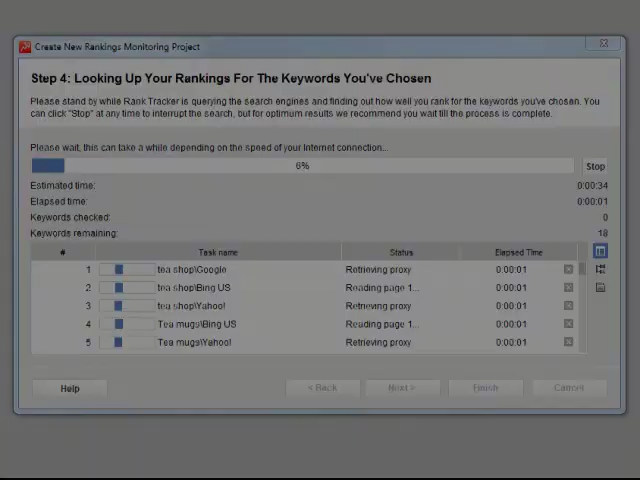 Create New Rankings Monitoring Project
Step 4: Looking Up Your Rankings For The Keywords You've Chosen
Please stand by while Rank Tracker is querying the search engines and finding out how well you rank for the keywords you've chosen. You
can click "Stop" at any time to interrupt the search, but for optimum results we recommend you wait till the process is complete.
Please wait, this can take a while depending on the speed of your Internet connection...
6% Stop
Estimated time: 0:00:34
Elapsed time: 0:00:01
Keywords checked: 0
Keywords remaining: 18
# Task name Status Elapsed Time
1 tea shop\Google Retrieving proxy 0:00:01
2 tea shop\Bing US Reading page 1... 0:00:01
3 tea shop\Yahoo! Retrieving proxy 0:00:01
4 Tea mugs\Bing US Reading page 1... 0:00:01
5 Tea mugs\Yahoo! Retrieving proxy 0:00:01
Help < Back Next > Finish Cancel